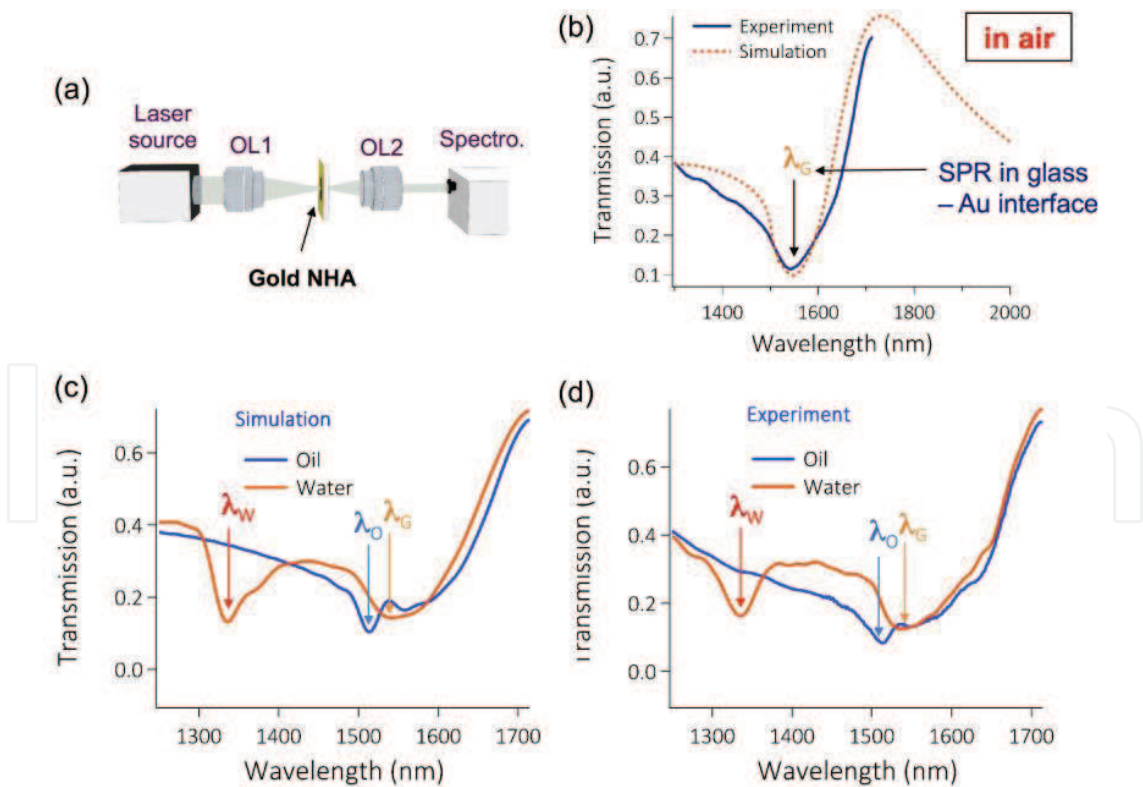 (a)
Laser
source
OL1
OL2
Spectro.
Gold NHA
(b)
Experiment
Simulation
in air
λG
SPR in glass
– Au interface
Tranmission (a.u.)
0.7
0.6
0.5
0.4
0.3
0.2
0.1
1400
1600
1800
2000
Wavelength (nm)
(c)
Simulation
Oil
Water
λW
λO
λG
Transmission (a.u.)
0.6
0.4
0.2
0.0
1300
1400
1500
1600
1700
Wavelength (nm)
(d)
Experiment
Oil
Water
λW
λO
λG
Transmission (a.u.)
0.6
0.4
0.2
0.0
1300
1400
1500
1600
1700
Wavelength (nm)